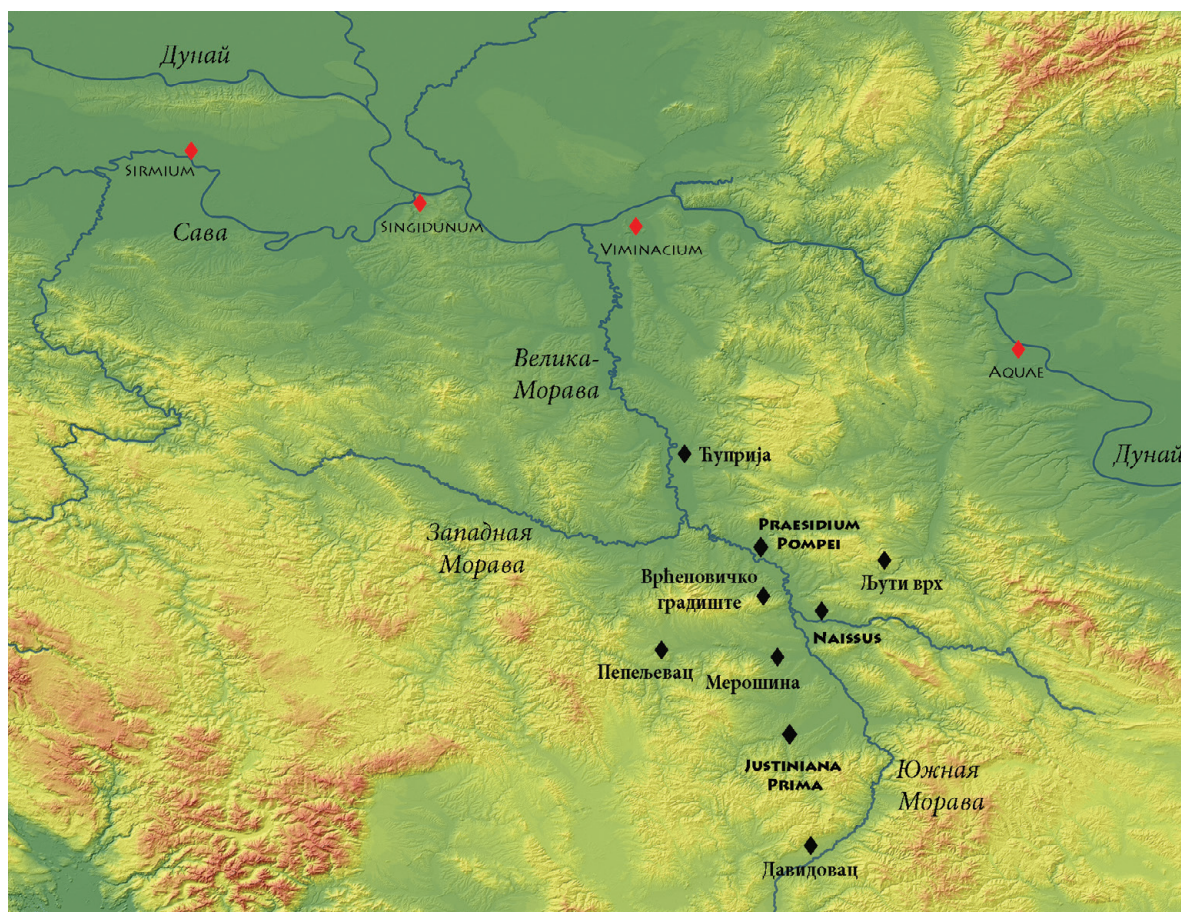 Дунай
SIRMIUM
Сава
SINGIDUNUM
VIMINACIUM
Велика-
Морава
AQUAE
Дунай
Ћуприја
Западная
Морава
PRAESIDIUM
POMPEI
Љути врх
Врћеновичко
градиште
NAISSUS
Пепељевац
Мерошина
JUSTINIANA
PRIMA
Южная
Морава
Давидовац